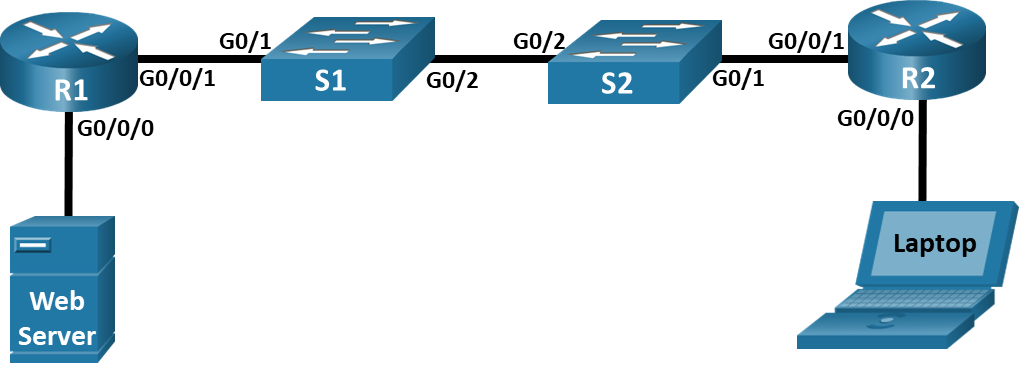 R1
G0/0/1
G0/1
S1
G0/2
G0/2
S2
G0/1
G0/0/1
R2
G0/0/0
G0/0/0
Web
Server
Laptop